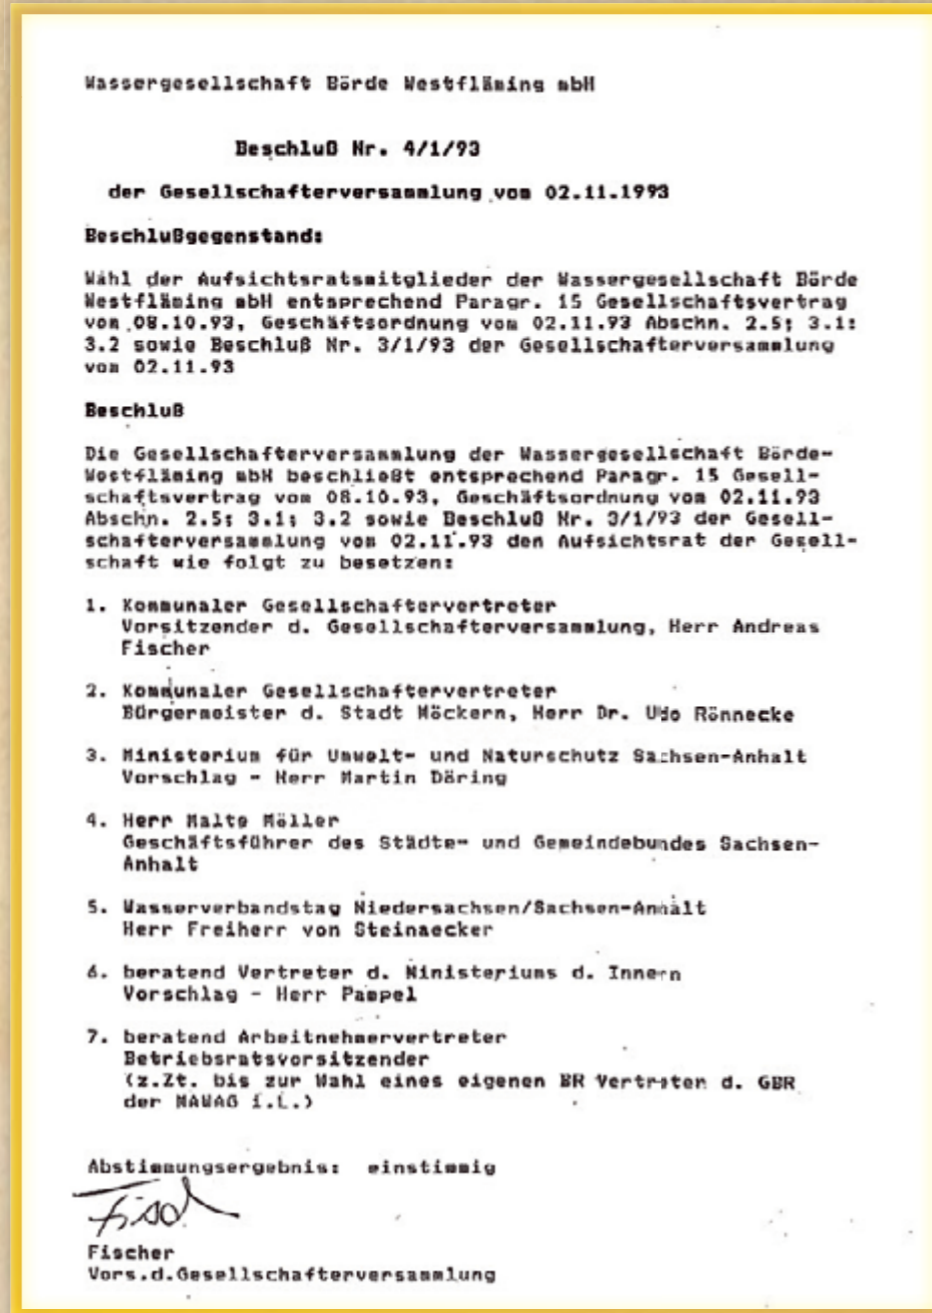 Wassergesellschaft Börde Westfläming mbH
Beschluß Nr. 4/1/93
der Gesellschafterversammlung vom 02.11.1993
Beschlußgegenstand:
Wahl der Aufsichtsratsmitglieder der Wassergesellschaft Börde
Westfläming mbH entsprechend Paragr. 15 Gesellschaftsvertrag
vom 08.10.93, Geschäftsordnung vom 02.11.93 Abschn. 2.5; 3.1;
3.2 sowie Beschluß Nr. 3/1/93 der Gesellschafterversammlung
vom 02.11.93
Beschluß
Die Gesellschafterversammlung der Wassergesellschaft Börde-
Westfläming mbH beschließt entsprechend Paragr. 15 Gesell-
schaftsvertrag vom 08.10.93, Geschäftsordnung vom 02.11.93
Abschn. 2.5; 3.1; 3.2 sowie Beschluß Nr. 3/1/93 der Gesell-
schafterversammlung vom 02.11.93 den Aufsichtsrat der Gesell-
schaft wie folgt zu besetzen:
1. Kommunaler Gesellschaftervertreter
Vorsitzender d. Gesellschafterversammlung, Herr Andreas
Fischer
2. Kommunaler Gesellschaftervertreter
Bürgermeister d. Stadt Möckern, Herr Dr. Udo Rönnecke
3. Ministerium für Umwelt- und Naturschutz Sachsen-Anhalt
Vorschlag - Herr Martin Döring
4. Herr Malte Möller
Geschäftsführer des Städte- und Gemeindebundes Sachsen-
Anhalt
5. Wasserverbandstag Niedersachsen/Sachsen-Anhalt
Herr Freiherr von Steinaecker
6. beratend Vertreter d. Ministeriums d. Innern
Vorschlag - Herr Pampel
7. beratend Arbeitnehmervertreter
Betriebsratsvorsitzender
(z.Zt. bis zur Wahl eines eigenen BR Vertreter d. GBR
der MAWAG i.L.)
Abstimmungsergebnis: einstimmig
Fisch
Fischer
Vors.d.Gesellschafterversammlung